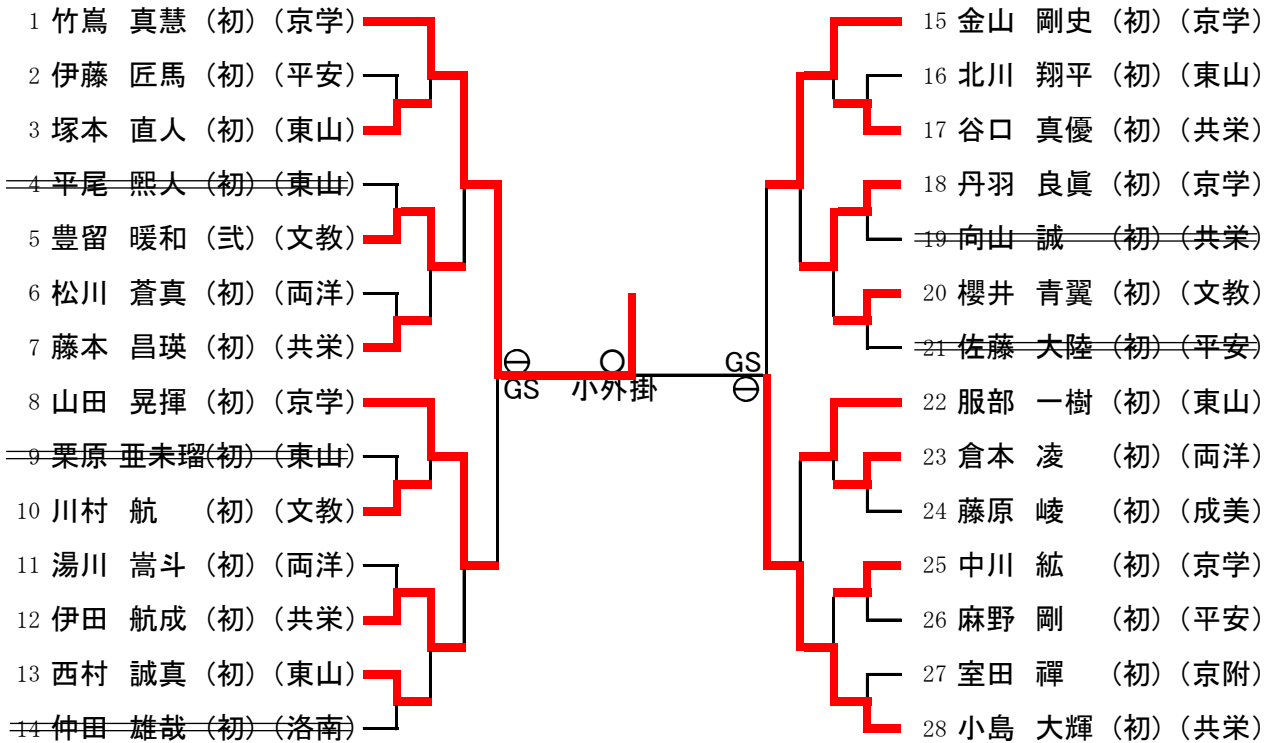 1 竹嶌 真慧 (初) (京学)
2 伊藤 匠馬 (初) (平安)
3 塚本 直人 (初) (東山)
4 平尾 熙人 (初) (東山)
5 豊留 暖和 (弐) (文教)
6 松川 蒼真 (初) (両洋)
7 藤本 昌瑛 (初) (共栄)
8 山田 晃揮 (初) (京学)
9 栗原 亜未瑠(初) (東山)
10 川村 航 (初) (文教)
11 湯川 嵩斗 (初) (両洋)
12 伊田 航成 (初) (共栄)
13 西村 誠真 (初) (東山)
14 仲田 雄哉 (初) (洛南)
GS 小外掛
GS
15 金山 剛史 (初) (京学)
16 北川 翔平 (初) (東山)
17 谷口 真優 (初) (共栄)
18 丹羽 良眞 (初) (京学)
19 向山 誠 (初) (共栄)
20 櫻井 青翼 (初) (文教)
21 佐藤 大陸 (初) (平安)
22 服部 一樹 (初) (東山)
23 倉本 凌 (初) (両洋)
24 藤原 崚 (初) (成美)
25 中川 紘 (初) (京学)
26 麻野 剛 (初) (平安)
27 室田 禪 (初) (京附)
28 小島 大輝 (初) (共栄)